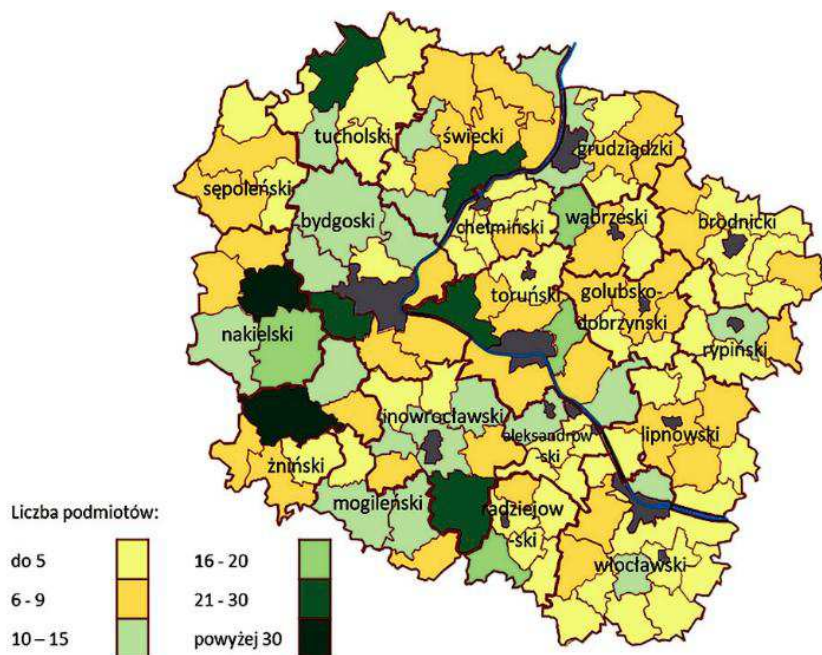 tucholski
świecki
grudziądzki
sępoleński
bydgoski
chełmiński
wąbrzeski
brodnicki
toruński
golubsko-
dobrzyński
nakielski
rypiński
inowrocławski
aleksandrow
-ski
lipnowski
żniński
mogileński
radziejow
-ski
włocławski
Liczba podmiotów:
do 5
16 - 20
6 - 9
21 - 30
10 – 15
powyżej 30